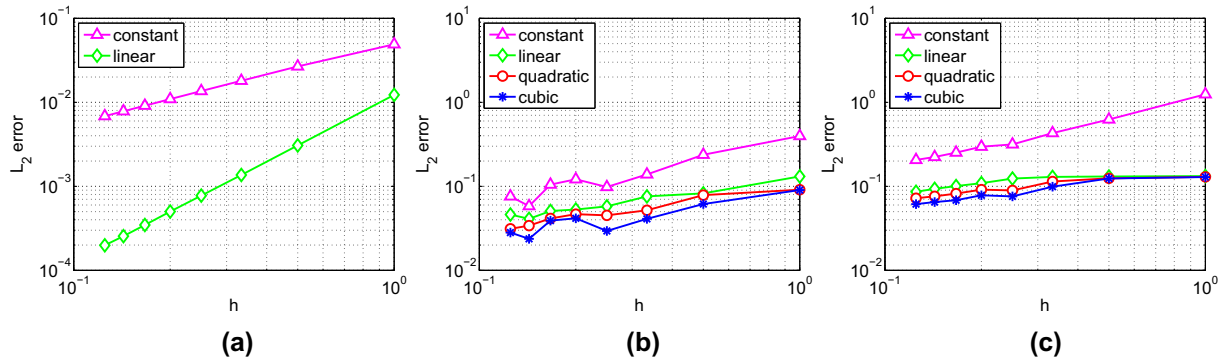 10^-1
constant
linear
10^-2
L_2 error
10^-3
10^-4
10^-1
10^0
h
(a)
10^1
constant
linear
quadratic
cubic
10^0
L_2 error
10^-1
10^-2
10^-1
10^0
h
(b)
10^1
constant
linear
quadratic
cubic
10^0
L_2 error
10^-1
10^-2
10^-1
10^0
h
(c)